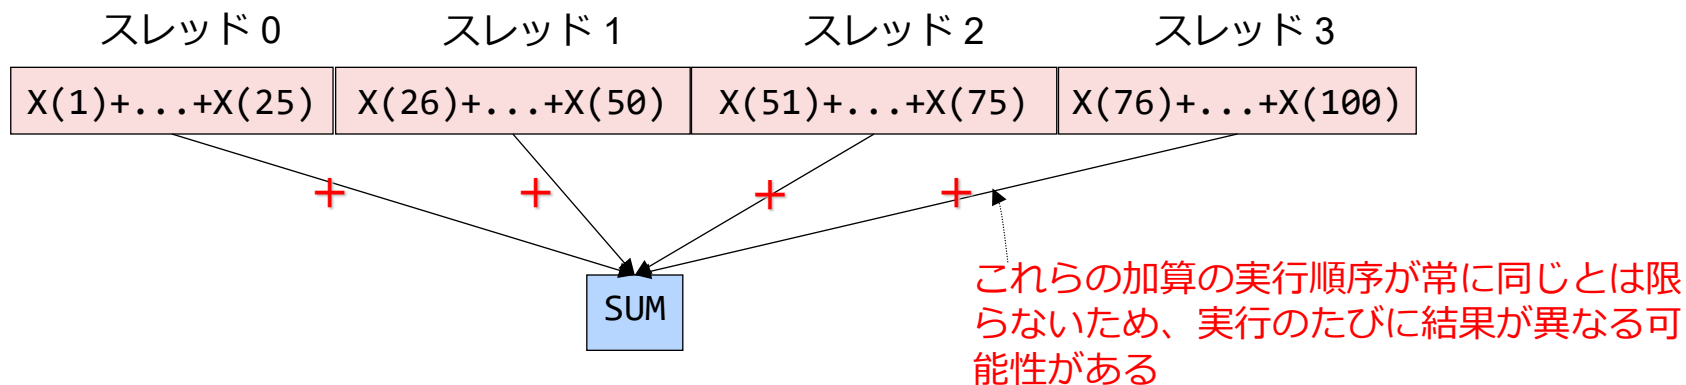 スレッド 0 スレッド 1 スレッド 2 スレッド 3
X(1)+...+X(25) X(26)+...+X(50) X(51)+...+X(75) X(76)+...+X(100)
+ + + +
SUM
これらの加算の実行順序が常に同じとは限
らないため、実行のたびに結果が異なる可
能性がある